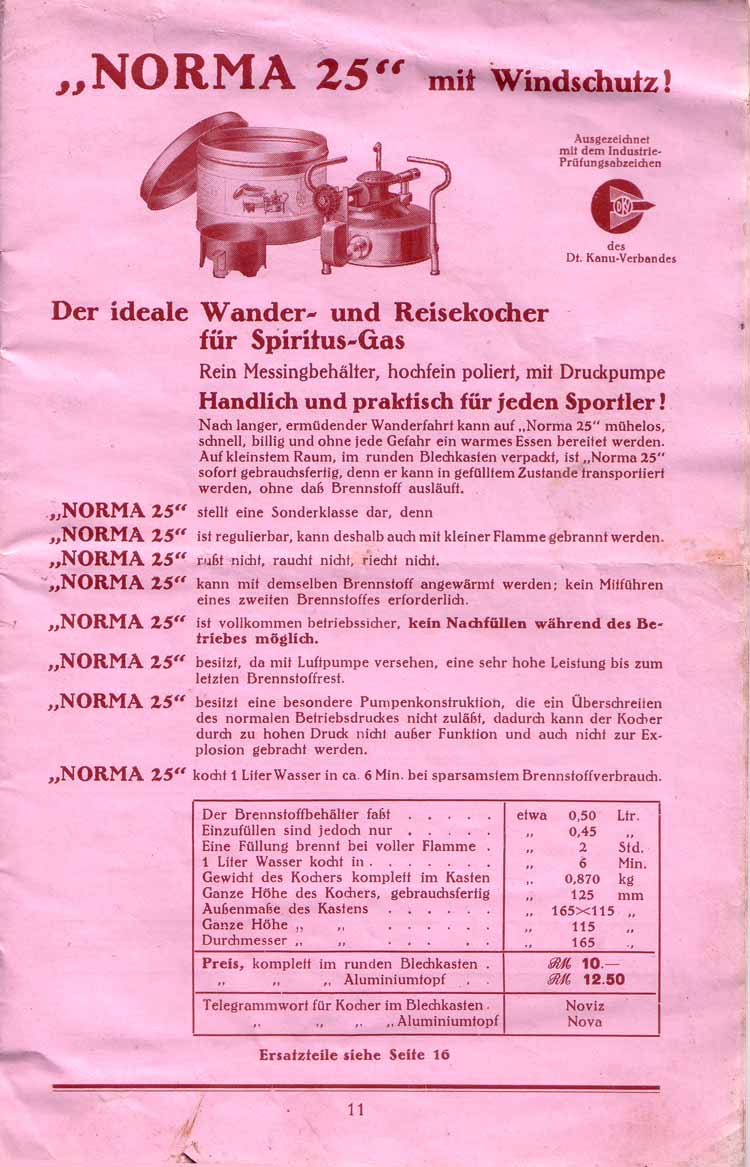 „NORMA 25“ mit Windschutz!
Ausgezeichnet
mit dem Industrie-
Prüfungsabzeichen
DKV
des
Dt. Kanu-Verbandes
Der ideale Wander- und Reisekocher
für Spiritus-Gas
Rein Messingbehälter, hochfein poliert, mit Druckpumpe
Handlich und praktisch für jeden Sportler!
Nach langer, ermüdender Wanderfahrt kann auf „Norma 25“ mühelos,
schnell, billig und ohne jede Gefahr ein warmes Essen bereitet werden.
Auf kleinstem Raum, im runden Blechkasten verpackt, ist „Norma 25“
sofort gebrauchsfertig, denn er kann in gefülltem Zustande transportiert
werden, ohne daß Brennstoff ausläuft.
„NORMA 25“ stellt eine Sonderklasse dar, denn
„NORMA 25“ ist regulierbar, kann deshalb auch mit kleiner Flamme gebrannt werden.
„NORMA 25“ rußt nicht, raucht nicht, riecht nicht.
„NORMA 25“ kann mit demselben Brennstoff angewärmt werden; kein Mitführen
eines zweiten Brennstoffes erforderlich.
„NORMA 25“ ist vollkommen betriebssicher, kein Nachfüllen während des Be-
triebes möglich.
„NORMA 25“ besitzt, da mit Luftpumpe versehen, eine sehr hohe Leistung bis zum
letzten Brennstoffrest.
„NORMA 25“ besitzt eine besondere Pumpenkonstruktion, die ein Überschreiten
des normalen Betriebsdruckes nicht zuläßt, dadurch kann der Kocher
durch zu hohen Druck nicht außer Funktion und auch nicht zur Ex-
plosion gebracht werden.
„NORMA 25“ kocht 1 Liter Wasser in ca. 6 Min. bei sparsamstem Brennstoffverbrauch.
Der Brennstoffbehälter faßt . . . . . etwa 0,50 Ltr.
Einzufüllen sind jedoch nur . . . . . „ 0,45 „
Eine Füllung brennt bei voller Flamme . „ 2 Std.
1 Liter Wasser kocht in . . . . . . . „ 6 Min.
Gewicht des Kochers komplett im Kasten „ 0,870 kg
Ganze Höhe des Kochers, gebrauchsfertig „ 125 mm
Außenmaße des Kastens . . . . . . „ 165×115 „
Ganze Höhe „ „ . . . . . . „ 115 „
Durchmesser „ „ . . . . . . „ 165 „
Preis, komplett im runden Blechkasten . RM 10.—
„ „ „ Aluminiumtopf . . RM 12.50
Telegrammwort für Kocher im Blechkasten . Noviz
„ „ „ „ Aluminiumtopf Nova
Ersatzteile siehe Seite 16
11